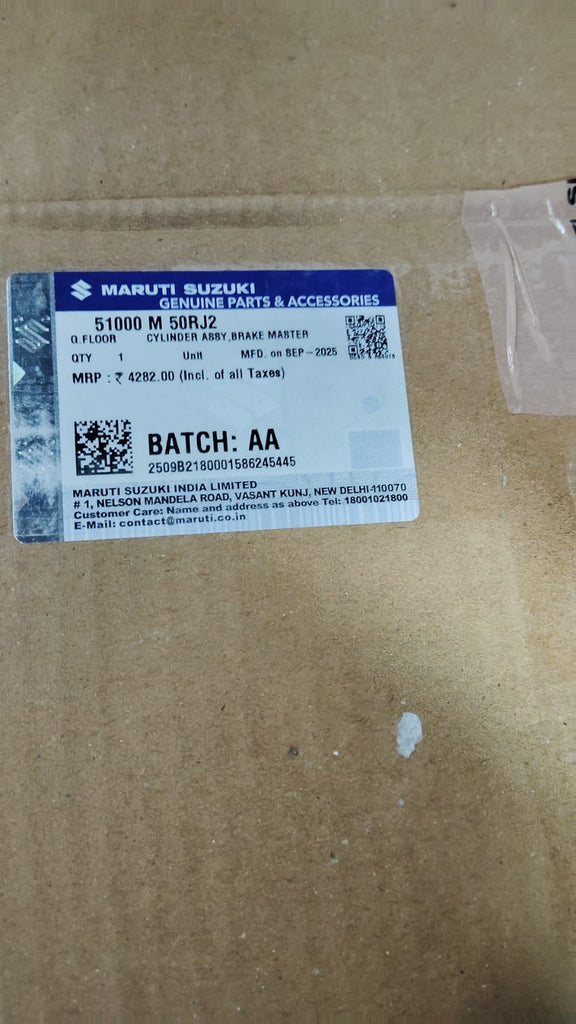 MARUTI SUZUKI
GENUINE PARTS & ACCESSORIES
51000 M 50RJ2
G.FLOOR CYLINDER ASSY,BRAKE MASTER
QTY 1 Unit MFD. on SEP-2025
MRP : ₹ 4282.00 (Incl. of all Taxes)
BATCH: AA
2509B2180001586245445
MARUTI SUZUKI INDIA LIMITED
# 1, NELSON MANDELA ROAD, VASANT KUNJ, NEW DELHI-110070
Customer Care: Name and address as above Tel: 18001021800
E-Mail: contact@maruti.co.in